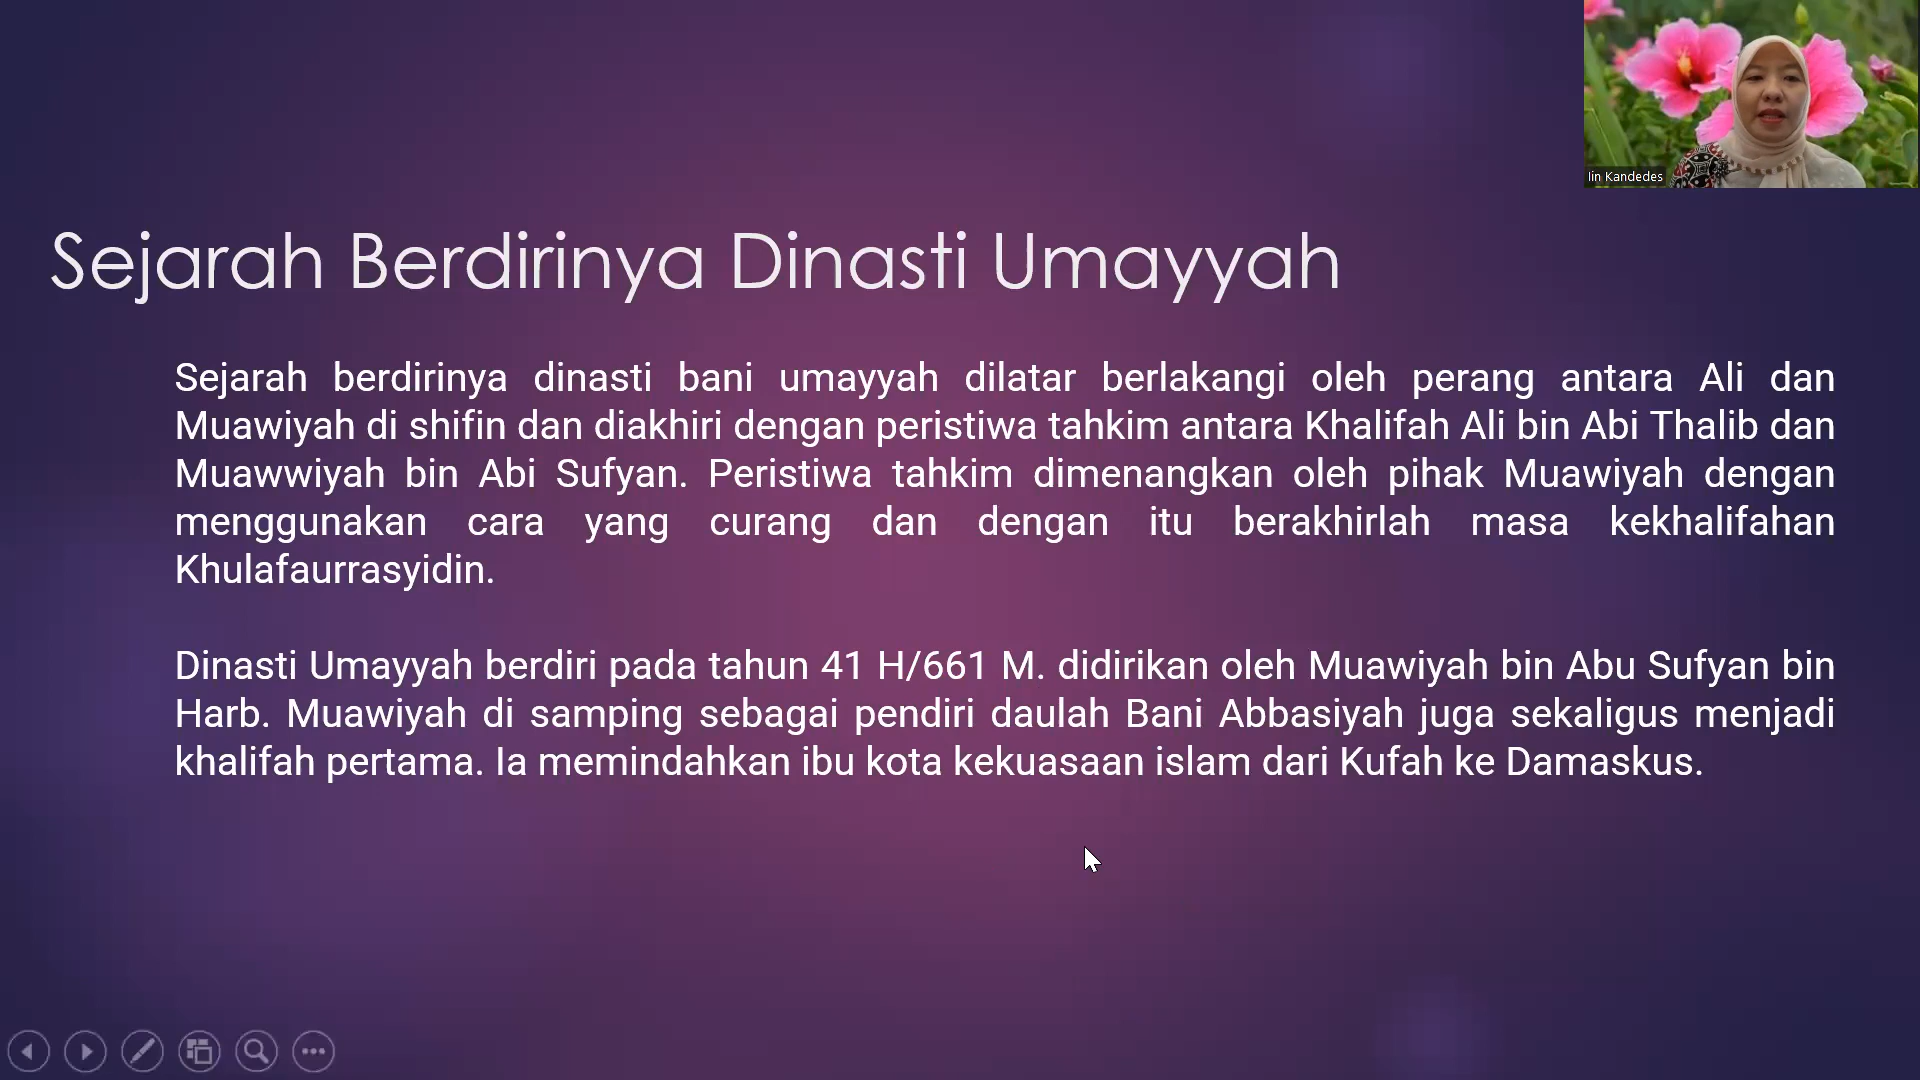 Iin Kandedes
Sejarah Berdirinya Dinasti Umayyah
Sejarah berdirinya dinasti bani umayyah dilatar berlakangi oleh perang antara Ali dan
Muawiyah di shifin dan diakhiri dengan peristiwa tahkim antara Khalifah Ali bin Abi Thalib dan
Muawwiyah bin Abi Sufyan. Peristiwa tahkim dimenangkan oleh pihak Muawiyah dengan
menggunakan cara yang curang dan dengan itu berakhirlah masa kekhalifahan
Khulafaurrasyidin.
Dinasti Umayyah berdiri pada tahun 41 H/661 M. didirikan oleh Muawiyah bin Abu Sufyan bin
Harb. Muawiyah di samping sebagai pendiri daulah Bani Abbasiyah juga sekaligus menjadi
khalifah pertama. Ia memindahkan ibu kota kekuasaan islam dari Kufah ke Damaskus.